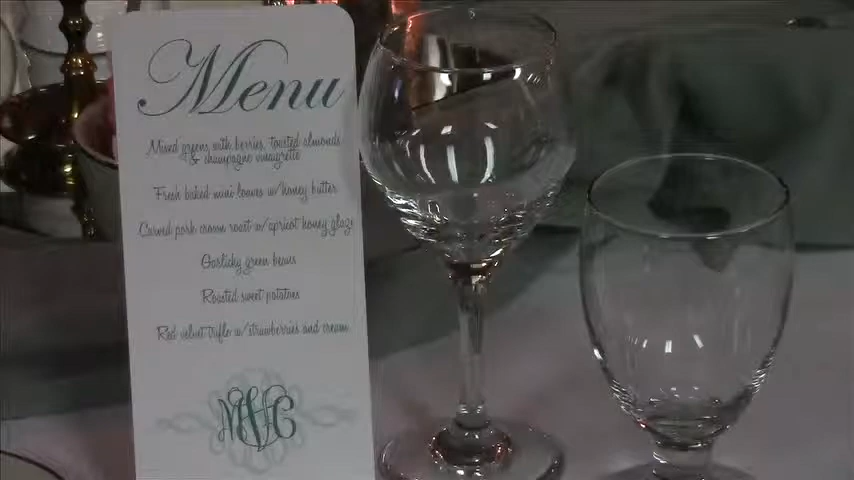 Menu
Mixed greens with berries, toasted almonds
& champagne vinaigrette
Fresh baked mini loaves w/honey butter
Carved pork crown roast w/apricot honey glaze
Garlicky green beans
Roasted sweet potatoes
Red velvet trifle w/strawberries and cream